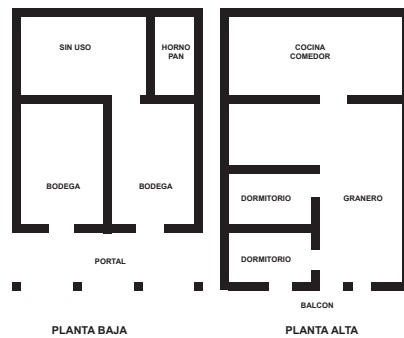 SIN USO
HORNO
PAN
BODEGA
BODEGA
PORTAL
PLANTA BAJA
COCINA
COMEDOR
DORMITORIO
GRANERO
DORMITORIO
BALCON
PLANTA ALTA